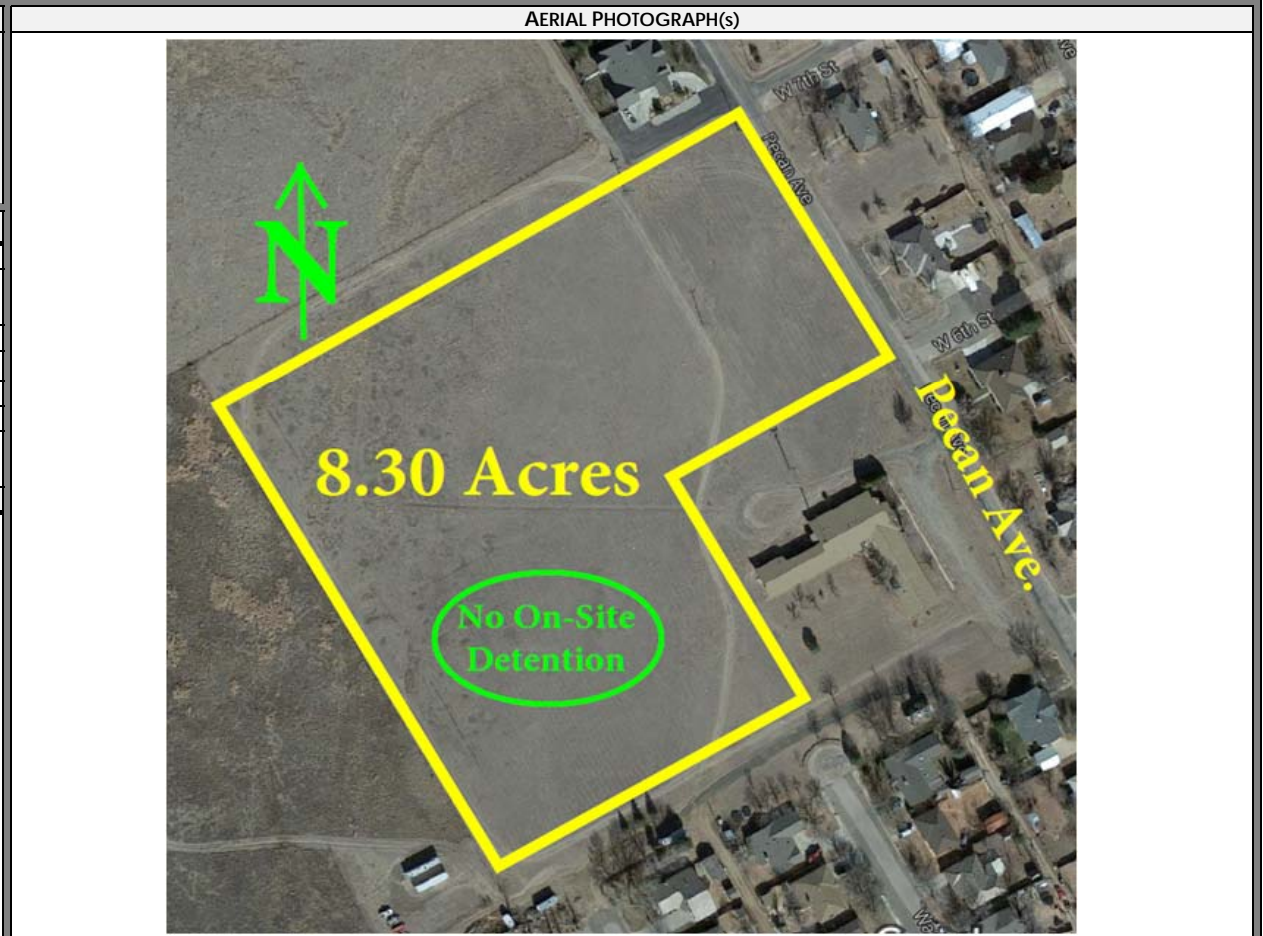 AERIAL PHOTOGRAPH(s)
W 7th St
Pecan Ave
N
W 6th St
Pecan Ave.
8.30 Acres
No On-Site
Detention